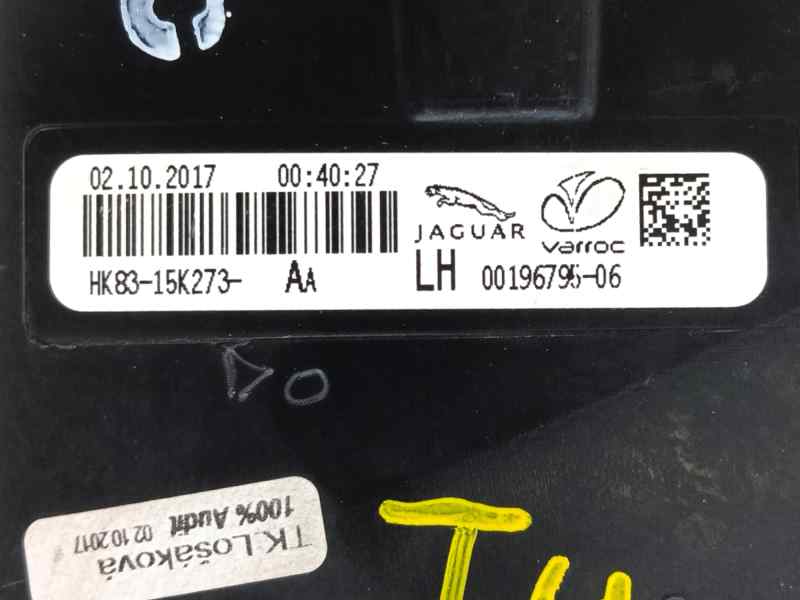 02.10.2017 00:40:27
JAGUAR
varroc
HK83-15K273- AA LH 00196795-06
TK Lošáková
100% Audit 02 10 2017